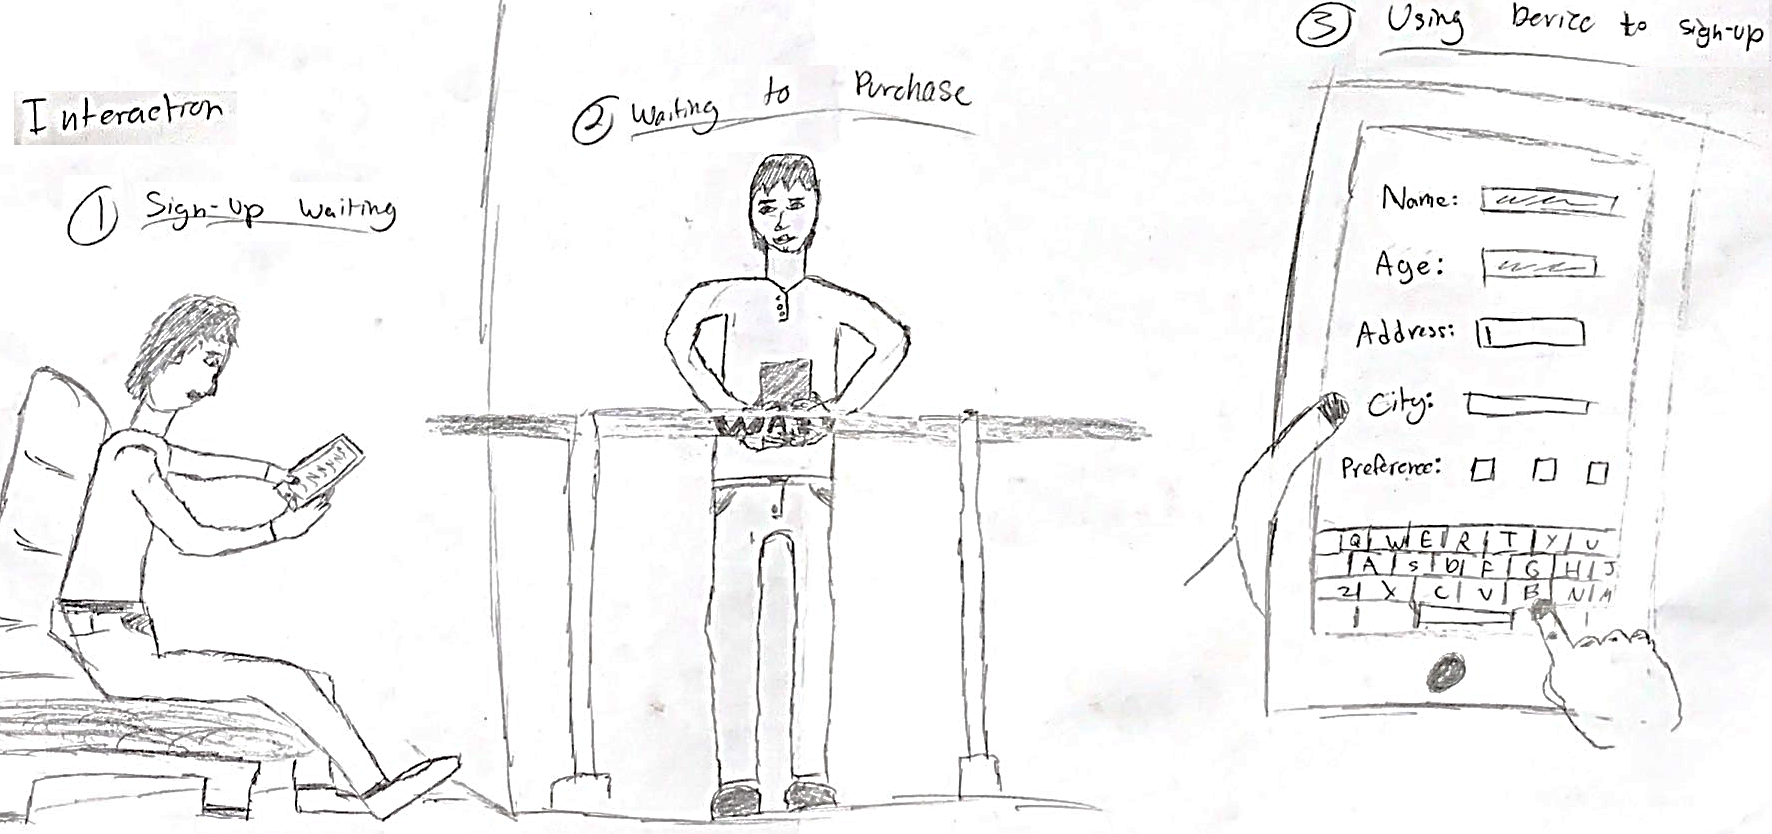 Interaction
① Sign-Up Waiting
② Waiting to Purchase
WAIT
③ Using Device to sign-up
Name:
Age:
Address:
City:
Preference:
Q W E R T Y U
A S D F G H J
Z X C V B N M